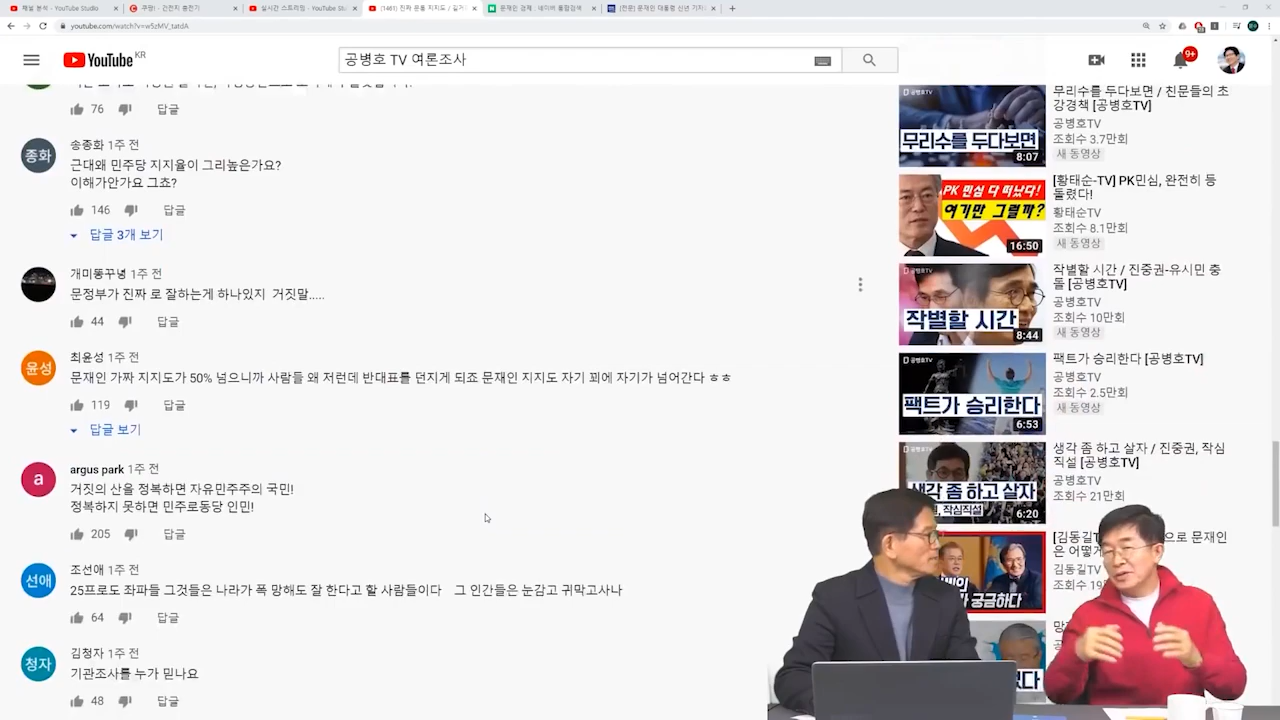 채널 분석 - YouTube Studio
쿠팡! - 건전지 충전기
실시간 스트리밍 - YouTube Stu
(1461) 진짜 문통 지지도 / 길거
문재인 경제 : 네이버 통합검색
[전문] 문재인 대통령 신년 기자회
youtube.com/watch?v=w5zMV_tatdA
YouTube KR
공병호 TV 여론조사
9+
76
답글
종화
송종화 1주 전
근대왜 민주당 지지율이 그리높은가요?
이해가안가요 그쵸?
146
답글
답글 3개 보기
개미똥꾸녕 1주 전
문정부가 진짜 로 잘하는게 하나있지 거짓말.....
44
답글
윤성
최윤성 1주 전
문재인 가짜 지지도가 50% 넘으니까 사람들 왜 저런데 반대표를 던지게 되죠 문재인 지지도 자기 꾀에 자기가 넘어간다 ㅎㅎ
119
답글
답글 보기
a
argus park 1주 전
거짓의 산을 정복하면 자유민주주의 국민!
정복하지 못하면 민주로동당 인민!
205
답글
선애
조선애 1주 전
25프로도 좌파들 그것들은 나라가 폭 망해도 잘 한다고 할 사람들이다 그 인간들은 눈감고 귀막고사나
64
답글
청자
김청자 1주 전
기관조사를 누가 믿나요
48
답글
공병호TV
무리수를 두다보면
8:07
무리수를 두다보면 / 친문들의 초
강경책 [공병호TV]
공병호TV
조회수 3.7만회
새 동영상
PK 민심 다 떠났다!
여기만 그럴까?
16:50
[황태순-TV] PK민심, 완전히 등
돌렸다!
황태순TV
조회수 8.1만회
새 동영상
공병호TV
작별할 시간
8:44
작별할 시간 / 진중권-유시민 충
돌 [공병호TV]
공병호TV
조회수 10만회
새 동영상
공병호TV
팩트가 승리한다
6:53
팩트가 승리한다 [공병호TV]
공병호TV
조회수 2.5만회
새 동영상
공병호TV
생각 좀 하고 살자
작심직설
6:20
생각 좀 하고 살자 / 진중권, 작심
직설 [공병호TV]
공병호TV
조회수 21만회
궁금하다
으로 문재인
은 어떻게
김동길TV
조회수